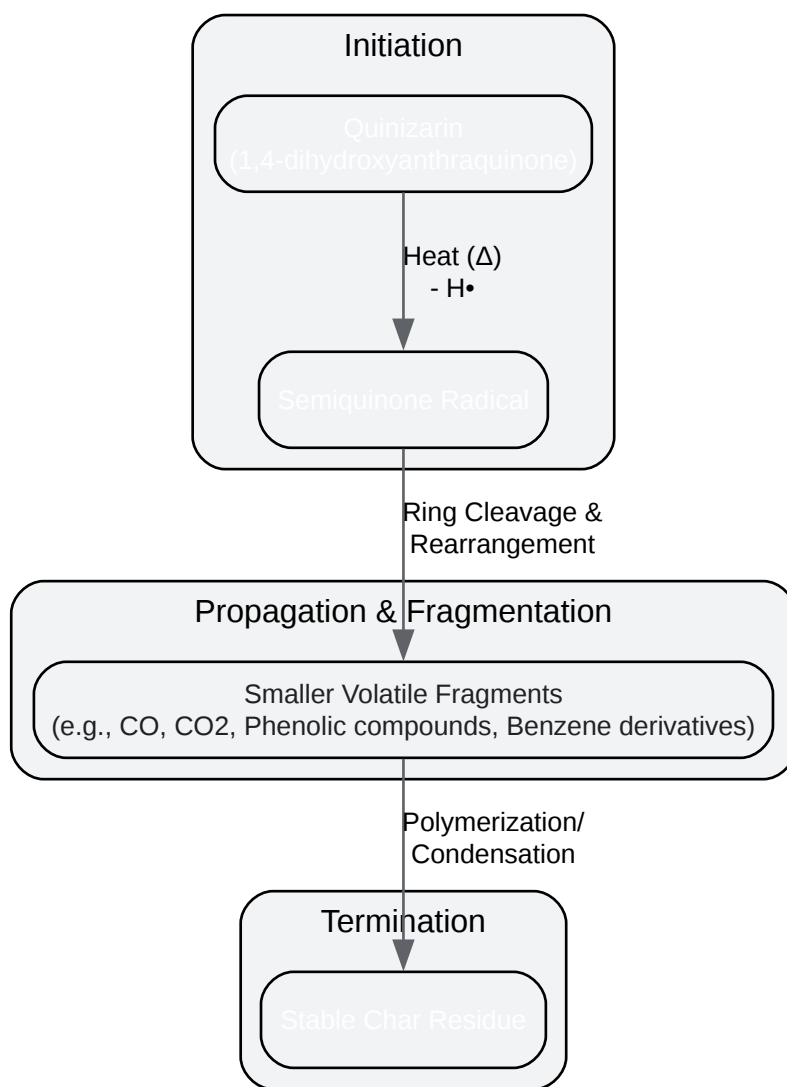 Initiation
Quinizarin
(1,4-dihydroxyanthraquinone)
Heat (Δ)
- H•
Semiquinone Radical
Ring Cleavage &
Rearrangement
Propagation & Fragmentation
Smaller Volatile Fragments
(e.g., CO, CO2, Phenolic compounds, Benzene derivatives)
Polymerization/
Condensation
Termination
Stable Char Residue